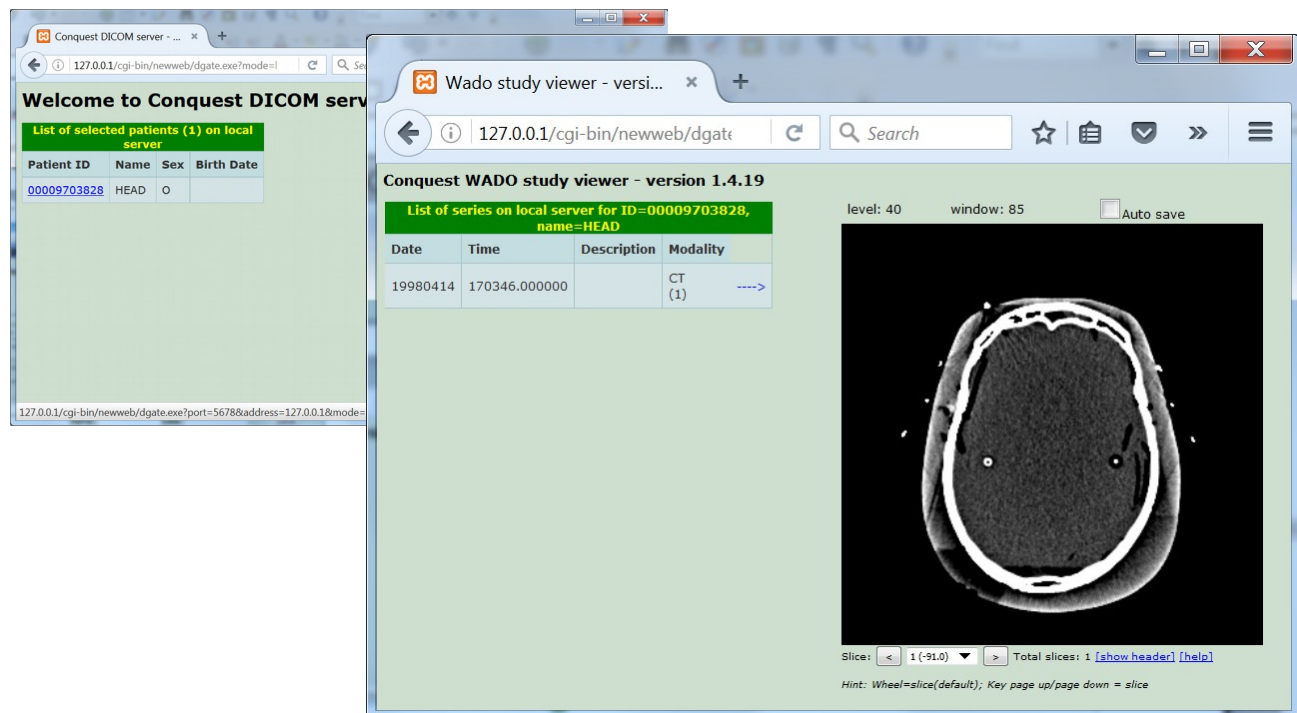 Conquest DICOM server - ... × +
127.0.0.1/cgi-bin/newweb/dgate.exe?mode=
Welcome to Conquest DICOM serv
List of selected patients (1) on local
server
Patient ID Name Sex Birth Date
00009703828 HEAD O
127.0.0.1/cgi-bin/newweb/dgate.exe?port=5678&address=127.0.0.1&mode=
Wado study viewer - versi... × +
127.0.0.1/cgi-bin/newweb/dgate
Search
Conquest WADO study viewer - version 1.4.19
List of series on local server for ID=00009703828,
name=HEAD
Date Time Description Modality
19980414 170346.000000 CT
(1) ---->
level: 40 window: 85 Auto save
Slice: < 1 (-91.0) > Total slices: 1 [show header] [help]
Hint: Wheel=slice(default); Key page up/page down = slice